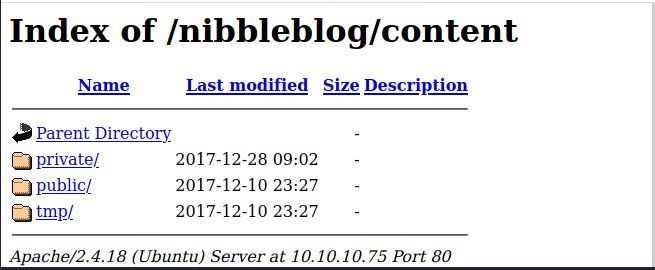 Index of /nibbleblog/content
Name Last modified Size Description
Parent Directory -
private/ 2017-12-28 09:02 -
public/ 2017-12-10 23:27 -
tmp/ 2017-12-10 23:27 -
Apache/2.4.18 (Ubuntu) Server at 10.10.10.75 Port 80